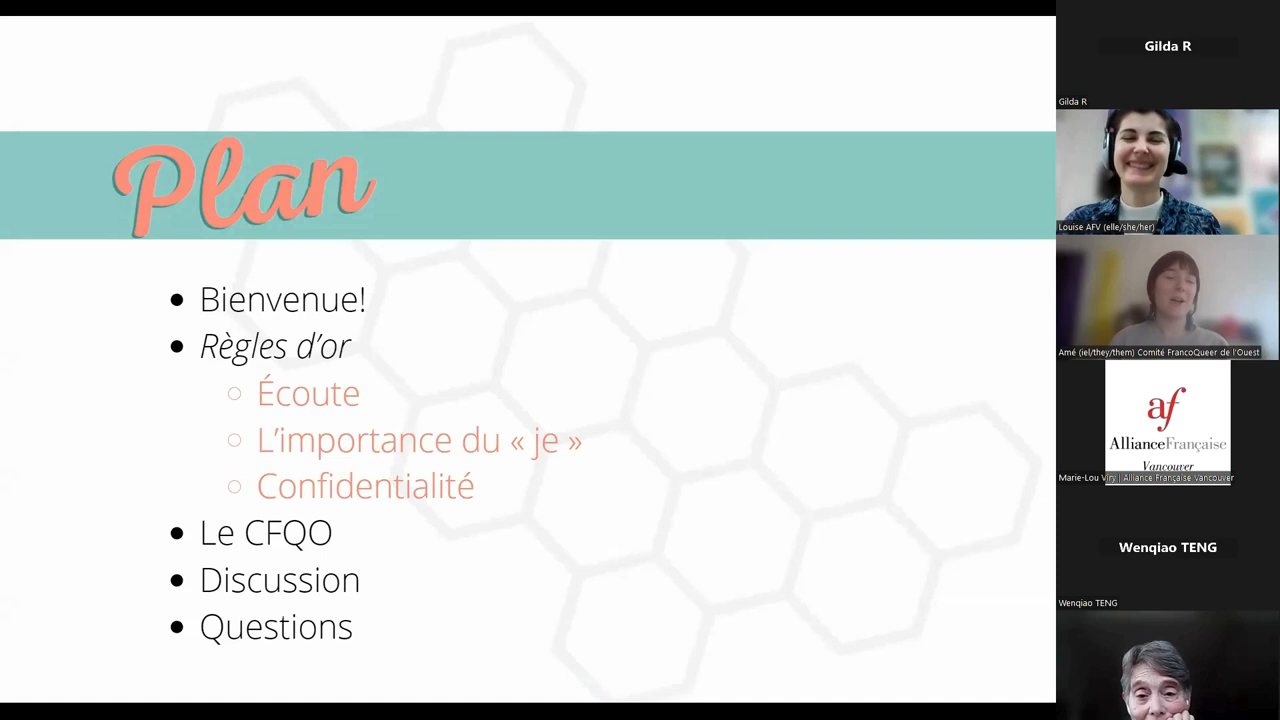 Plan
Bienvenue!
Règles d'or
Écoute
L'importance du « je »
Confidentialité
Le CFQO
Discussion
Questions
Gilda R
Gilda R
Louise AFV (elle/she/her)
Amé (iel/they/them) Comité FrancoQueer de l'Ouest
af
AllianceFrançaise
Vancouver
Marie-Lou Viry | Alliance Française Vancouver
Wenqiao TENG
Wenqiao TENG